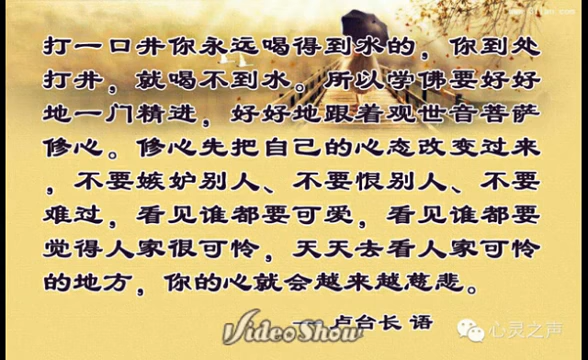 打一口井你永远喝得到水的，你到处
打井，就喝不到水。所以学佛要好好
地一门精进，好好地跟着观世音菩萨
修心。修心先把自己的心态改变过来
，不要嫉妒别人、不要恨别人、不要
难过，看见谁都要可爱，看见谁都要
觉得人家很可怜，天天去看人家可怜
的地方，你的心就会越来越慈悲。
卢台长 语
VideoShow
心灵之声